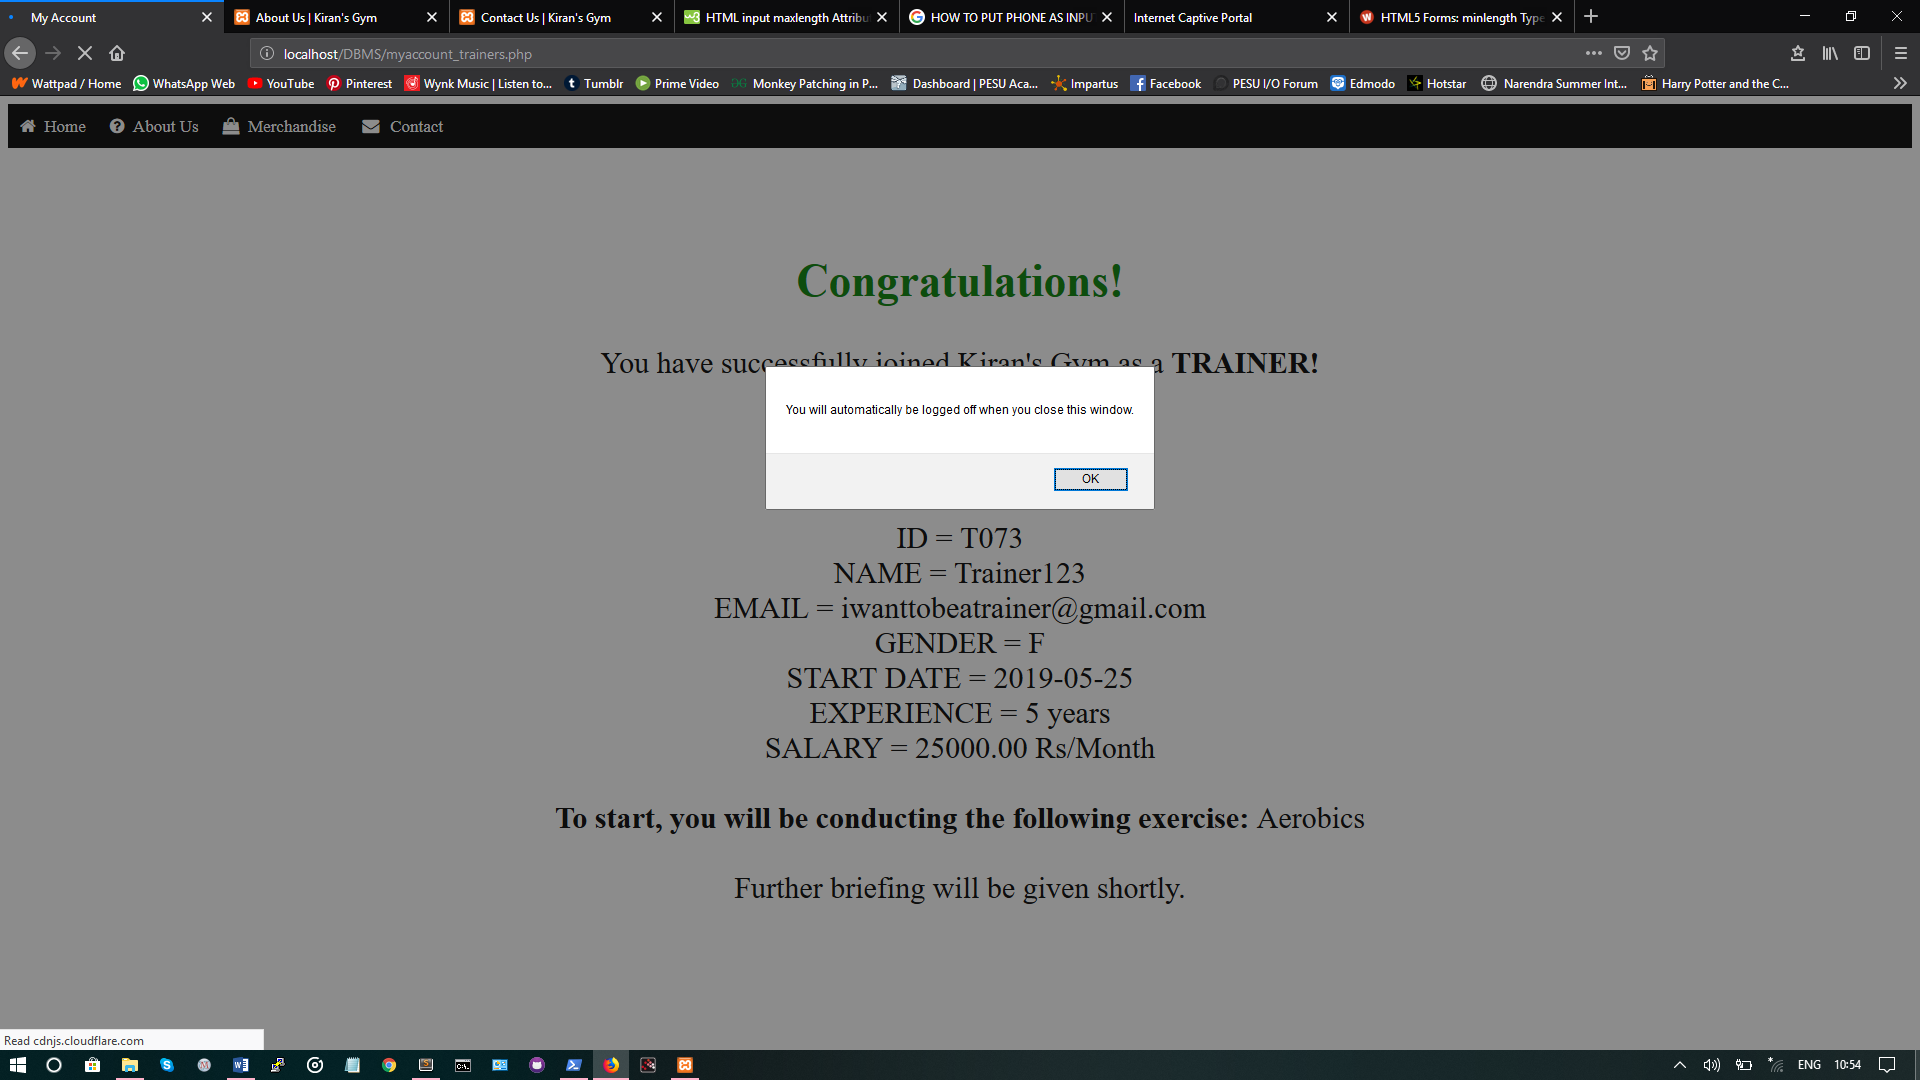 My Account
About Us | Kiran's Gym
Contact Us | Kiran's Gym
HTML input maxlength Attribu
HOW TO PUT PHONE AS INPU
Internet Captive Portal
HTML5 Forms: minlength Type
localhost/DBMS/myaccount_trainers.php
Wattpad / Home
WhatsApp Web
YouTube
Pinterest
Wynk Music | Listen to...
Tumblr
Prime Video
Monkey Patching in P...
Dashboard | PESU Aca...
Impartus
Facebook
PESU I/O Forum
Edmodo
Hotstar
Narendra Summer Int...
Harry Potter and the C...
Home
About Us
Merchandise
Contact
Congratulations!
You have successfully joined Kiran's Gym as a TRAINER!
You will automatically be logged off when you close this window.
OK
ID = T073
NAME = Trainer123
EMAIL = iwanttobeatrainer@gmail.com
GENDER = F
START DATE = 2019-05-25
EXPERIENCE = 5 years
SALARY = 25000.00 Rs/Month
To start, you will be conducting the following exercise: Aerobics
Further briefing will be given shortly.
Read cdnjs.cloudflare.com
ENG
10:54